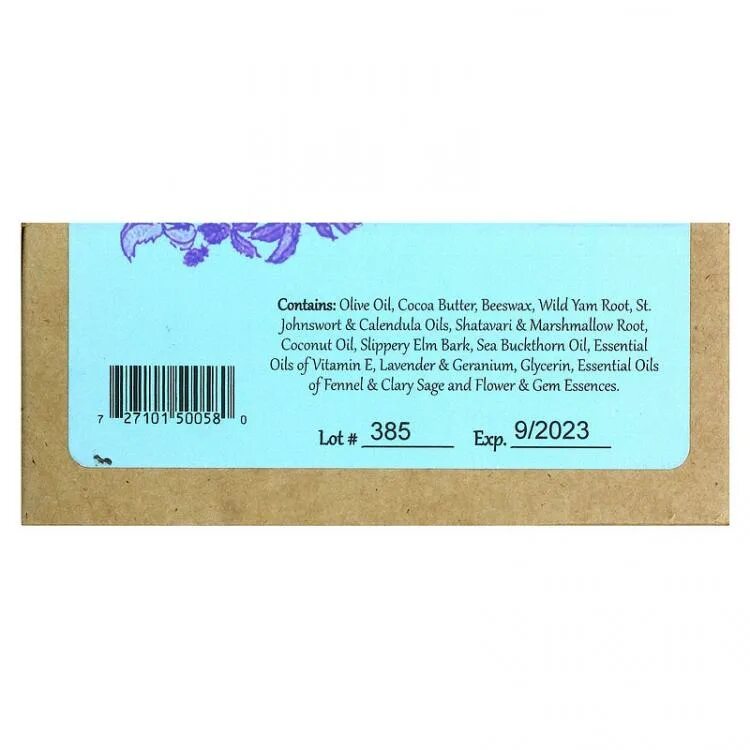 Contains: Olive Oil, Cocoa Butter, Beeswax, Wild Yam Root, St.
Johnswort & Calendula Oils, Shatavari & Marshmallow Root,
Coconut Oil, Slippery Elm Bark, Sea Buckthorn Oil, Essential
Oils of Vitamin E, Lavender & Geranium, Glycerin, Essential Oils
of Fennel & Clary Sage and Flower & Gem Essences.
7 27101 50058 0
Lot # 385 Exp. 9/2023